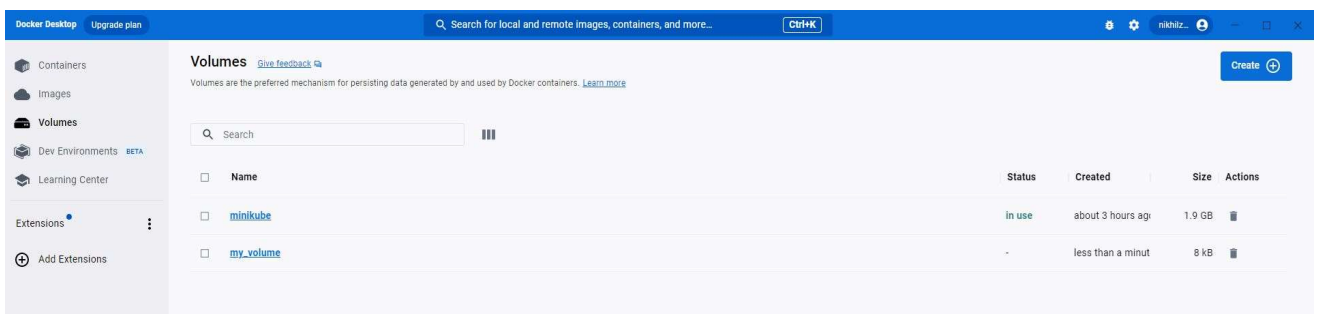 Docker Desktop Upgrade plan Search for local and remote images, containers, and more... Ctrl+K nikhilz...
Containers
Images
Volumes
Dev Environments BETA
Learning Center
Extensions
Add Extensions
Volumes Give feedback
Volumes are the preferred mechanism for persisting data generated by and used by Docker containers. Learn more
Create
Search
Name Status Created Size Actions
minikube in use about 3 hours ago 1.9 GB
my_volume - less than a minut 8 kB